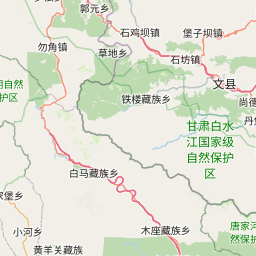 郭元乡
石鸡坝镇
堡子坝镇
勿角镇
草地乡
石坊镇
文县
铁楼藏族乡
尚德
自然
护区
甘肃白水
江国家级
自然保护
区
白马藏族乡
堡乡
木座藏族乡
唐家河
自然保
小河乡
黄羊关藏族